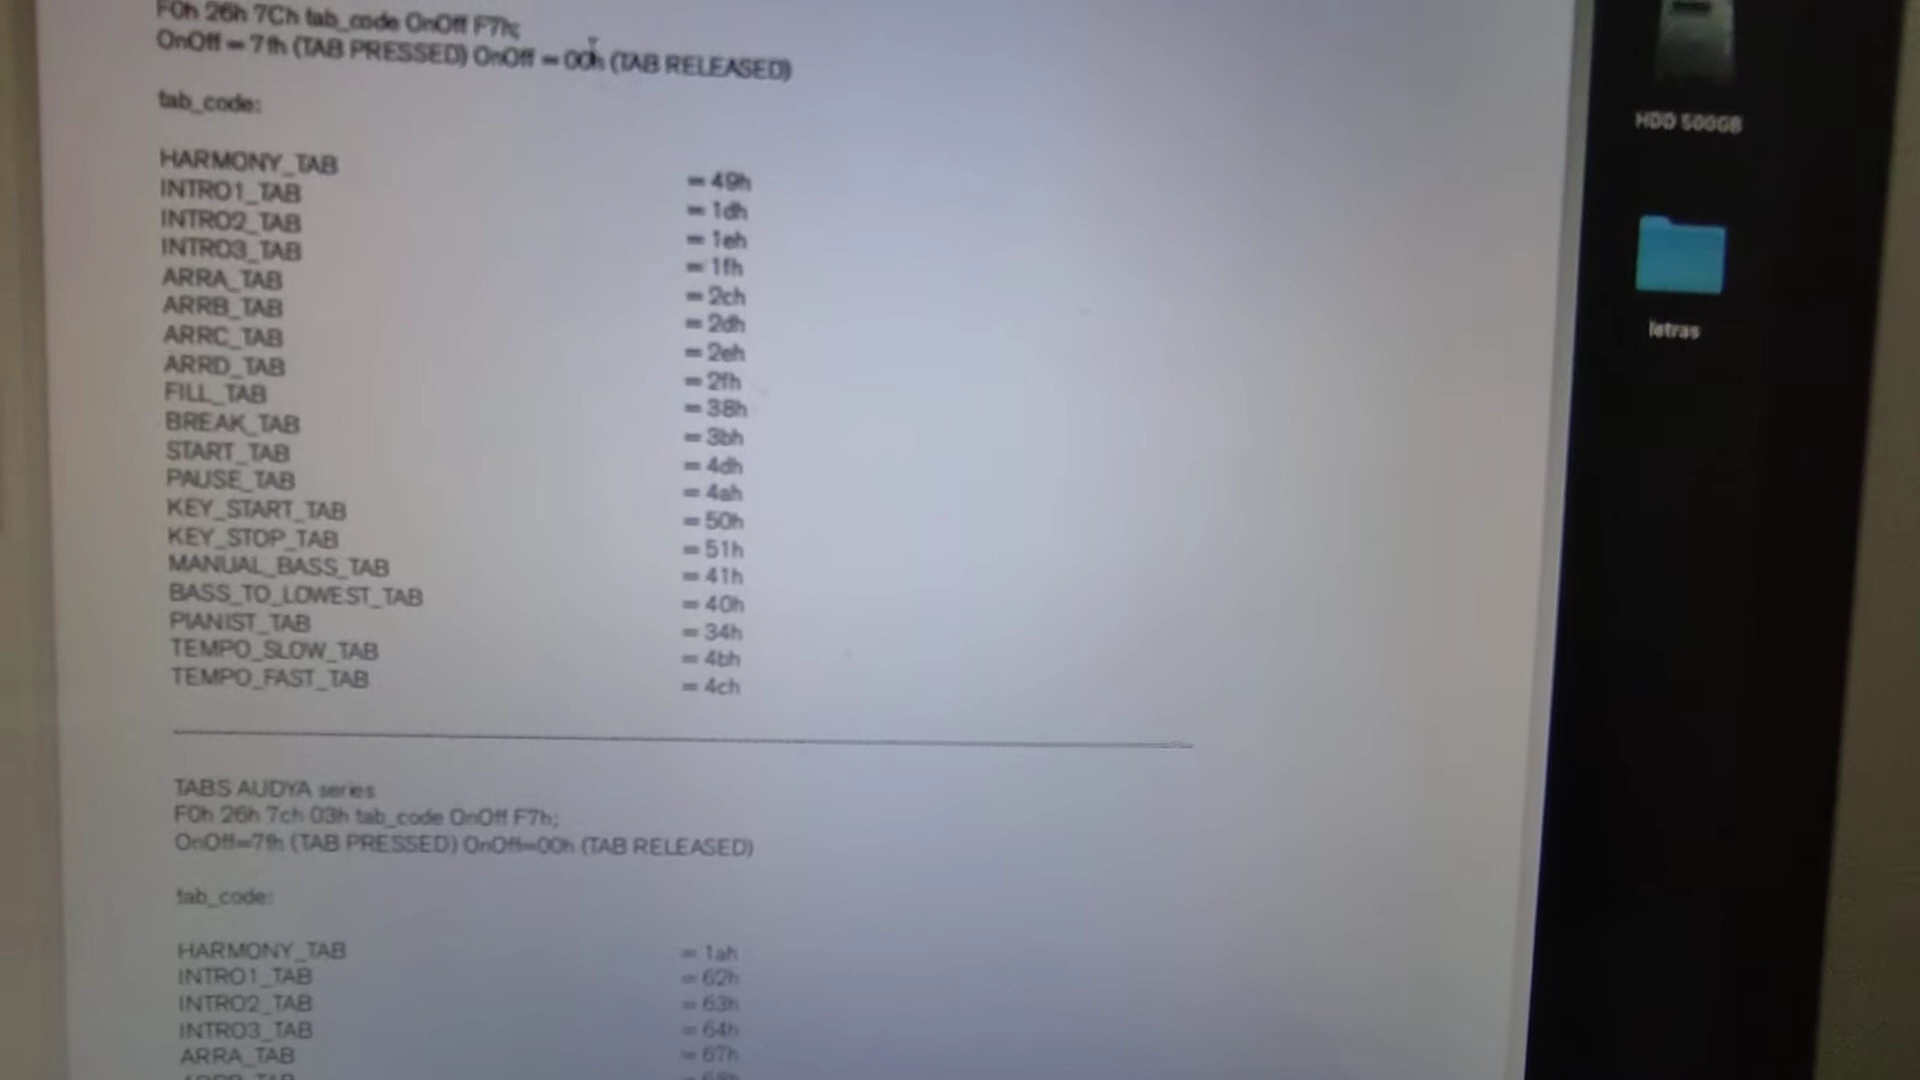 F0h 26h 7Ch tab_code OnOff F7h;
OnOff = 7fh (TAB PRESSED) OnOff = 00h (TAB RELEASED)
tab_code:
HARMONY_TAB = 49h
INTRO1_TAB = 1dh
INTRO2_TAB = 1eh
INTRO3_TAB = 1fh
ARRA_TAB = 2ch
ARRB_TAB = 2dh
ARRC_TAB = 2eh
ARRD_TAB = 2fh
FILL_TAB = 38h
BREAK_TAB = 3bh
START_TAB = 4dh
PAUSE_TAB = 4ah
KEY_START_TAB = 50h
KEY_STOP_TAB = 51h
MANUAL_BASS_TAB = 41h
BASS_TO_LOWEST_TAB = 40h
PIANIST_TAB = 34h
TEMPO_SLOW_TAB = 4bh
TEMPO_FAST_TAB = 4ch
TABS AUDYA series
F0h 26h 7ch 03h tab_code OnOff F7h;
OnOff=7fh (TAB PRESSED) OnOff=00h (TAB RELEASED)
tab_code:
HARMONY_TAB = 1ah
INTRO1_TAB = 62h
INTRO2_TAB = 63h
INTRO3_TAB = 64h
ARRA_TAB = 67h
HDD 500GB
letras